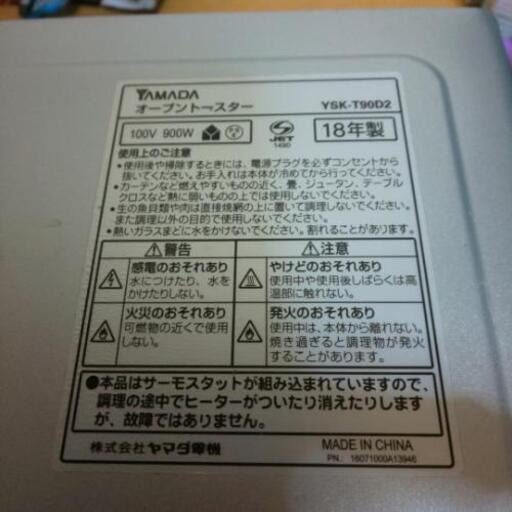 YAMADA
オーブントースター YSK-T90D2
100V 900W JET 1490 18年製
使用上のご注意
●使用後や掃除するときには、電源プラグを必ずコンセントから
抜いてください。お手入れは本体が冷めてから行ってください。
●カーテンなど燃えやすいものの近く、畳、ジュータン、テーブル
クロスなど熱に弱いものの上では使用しないでください。
●生の魚貝類や肉は直接焼網の上に置いて調理しないでください。
また調理以外の目的で使用しないでください。
●熱いガラスまどに水をかけないでください。割れることがあります。
⚠警告
感電のおそれあり
水につけたり、水を
かけたりしない。
火災のおそれあり
可燃物の近くで使用
しない。
⚠注意
やけどのおそれあり
使用中や使用後しばらくは高
温部に触れない。
発火のおそれあり
使用中は、本体から離れない。
焼き過ぎると調理物が発火
することがあります。
●本品はサーモスタットが組み込まれていますので、
調理の途中でヒーターがついたり消えたりします
が、故障ではありません。
株式会社ヤマダ電機 MADE IN CHINA
PN.: 16071000A13946